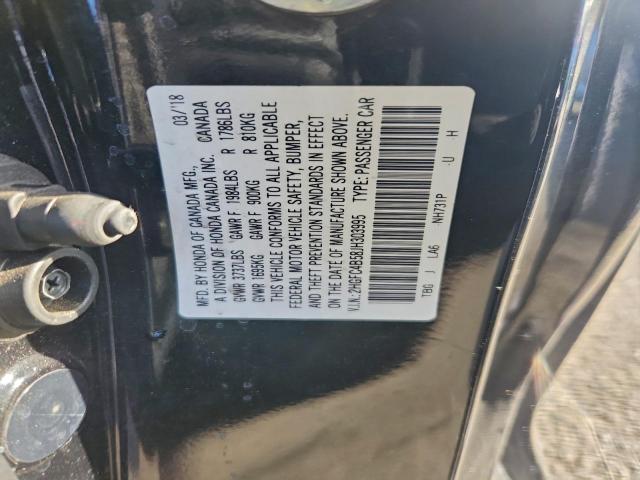 MFD. BY HONDA OF CANADA MFG., 03/'18
A DIVISION OF HONDA CANADA INC. CANADA
GVWR 3737LBS GAWR F 1984LBS R 1786LBS
GVWR 1695KG GAWR F 900KG R 810KG
THIS VEHICLE CONFORMS TO ALL APPLICABLE
FEDERAL MOTOR VEHICLE SAFETY, BUMPER,
AND THEFT PREVENTION STANDARDS IN EFFECT
ON THE DATE OF MANUFACTURE SHOWN ABOVE.
V.I.N.:2HGFC4B58JH303995 TYPE: PASSENGER CAR
TBG J LA6 -NH731P -U H